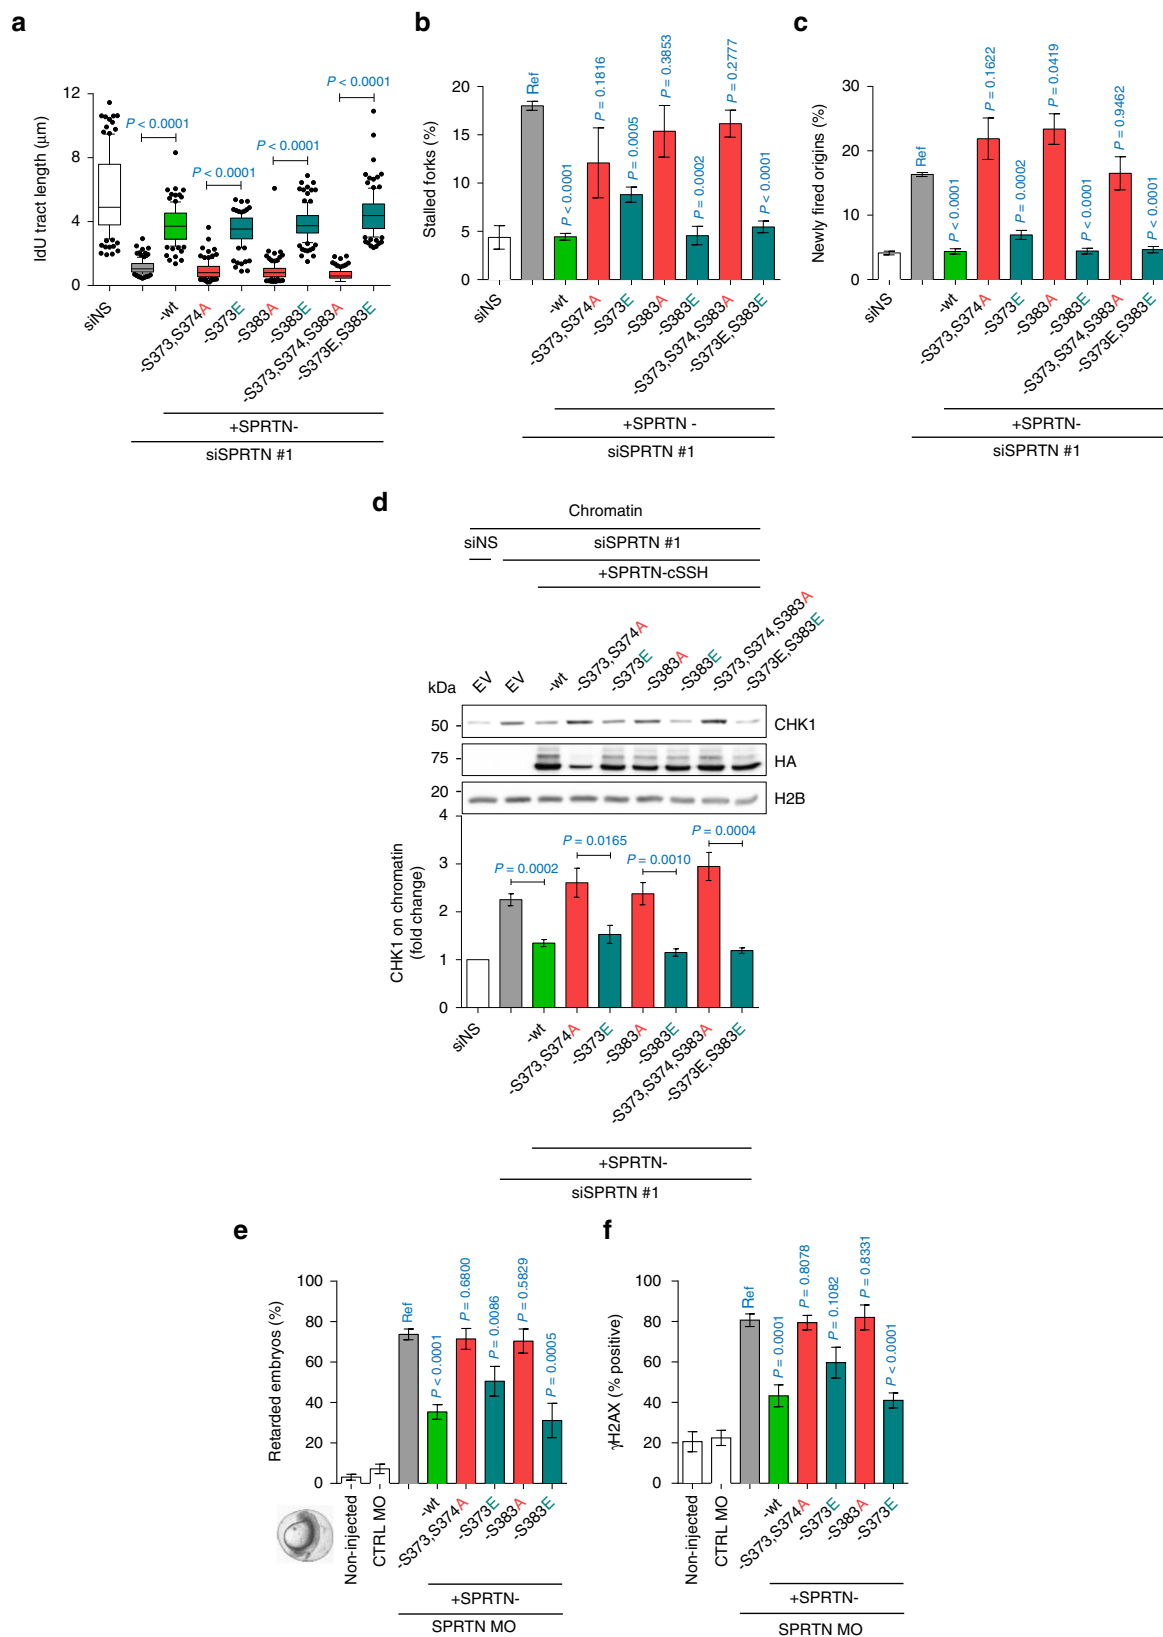 a
IdU tract length (μm)
12
8
4
0
P < 0.0001
P < 0.0001
P < 0.0001
P < 0.0001
siNS
-wt
-S373,S374A
-S373E
-S383A
-S383E
-S373,S374,S383A
-S373E,S383E
+SPRTN-
siSPRTN #1
b
Stalled forks (%)
20
15
10
5
0
Ref
P < 0.0001
P = 0.1816
P = 0.0005
P = 0.3853
P = 0.0002
P = 0.2777
P < 0.0001
siNS
-wt
-S373,S374A
-S373E
-S383A
-S383E
-S373,S374,S383A
-S373E,S383E
+SPRTN -
siSPRTN #1
c
Newly fired origins (%)
30
20
10
0
Ref
P < 0.0001
P = 0.1622
P = 0.0002
P = 0.0419
P < 0.0001
P = 0.9462
P < 0.0001
siNS
-wt
-S373,S374A
-S373E
-S383A
-S383E
-S373,S374,S383A
-S373E,S383E
+SPRTN-
siSPRTN #1
d
Chromatin
siNS
siSPRTN #1
+SPRTN-cSSH
kDa
EV
EV
-wt
-S373,S374A
-S373E
-S383A
-S383E
-S373,S374,S383A
-S373E,S383E
50
CHK1
75
HA
20
H2B
4
CHK1 on chromatin
(fold change)
4
3
2
1
0
P = 0.0002
P = 0.0165
P = 0.0010
P = 0.0004
siNS
-wt
-S373,S374A
-S373E
-S383A
-S383E
-S373,S374,S383A
-S373E,S383E
+SPRTN-
siSPRTN #1
e
Retarded embryos (%)
100
80
60
40
20
0
Ref
P < 0.0001
P = 0.6800
P = 0.0086
P = 0.5829
P = 0.0005
Non-injected
CTRL MO
-wt
-S373,S374A
-S373E
-S383A
-S383E
+SPRTN-
SPRTN MO
f
γH2AX (% positive)
100
80
60
40
20
0
Ref
P = 0.0001
P = 0.8078
P = 0.1082
P = 0.8331
P < 0.0001
Non-injected
CTRL MO
-wt
-S373,S374A
-S373E
-S383A
-S373E
+SPRTN-
SPRTN MO